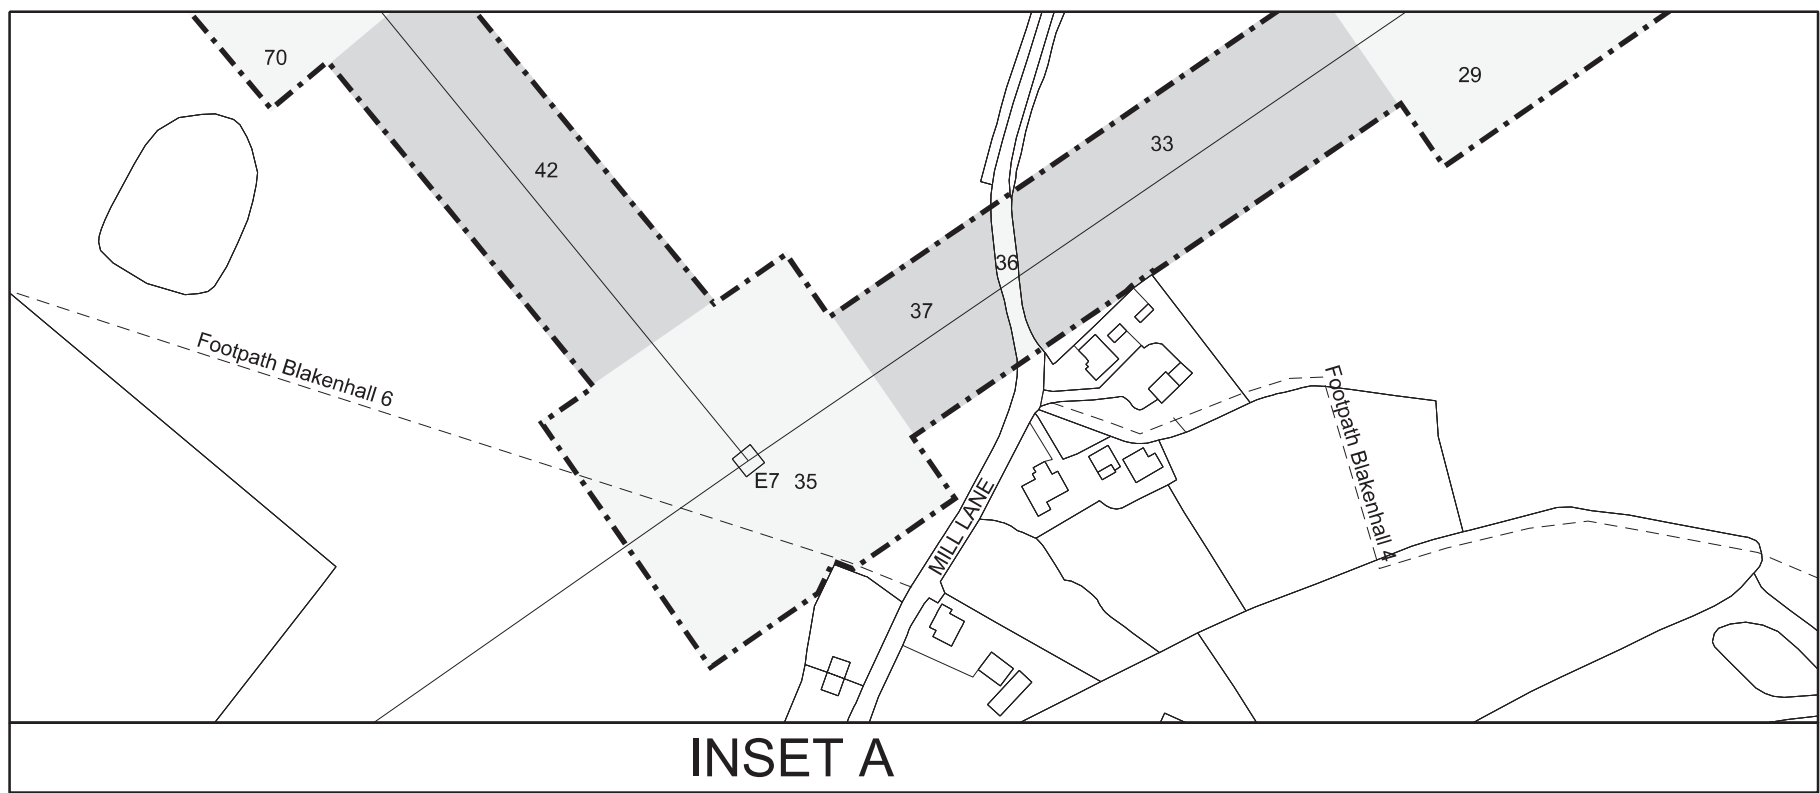 70
29
33
42
36
37
Footpath Blakenhall 6
Footpath Blakenhall 4
E7 35
MILL LANE
INSET A